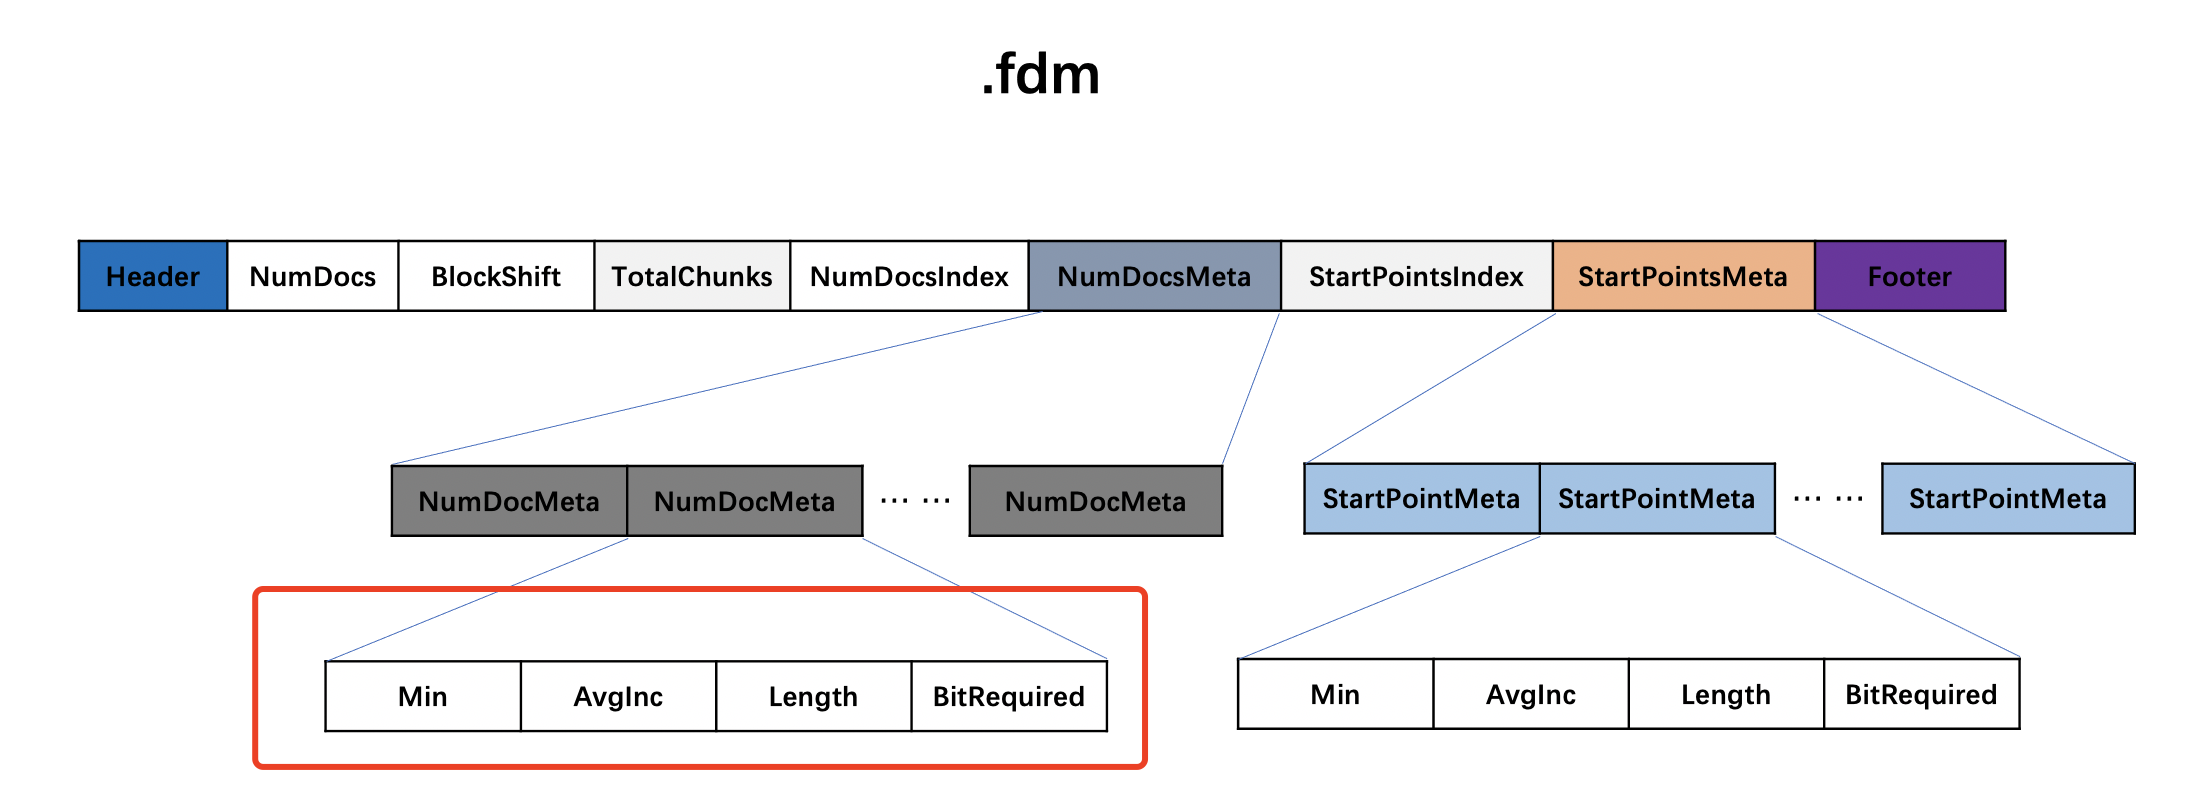 .fdm
Header NumDocs BlockShift TotalChunks NumDocsIndex NumDocsMeta StartPointsIndex StartPointsMeta Footer
NumDocMeta NumDocMeta ... ... NumDocMeta
StartPointMeta StartPointMeta ... ... StartPointMeta
Min AvgInc Length BitRequired
Min AvgInc Length BitRequired